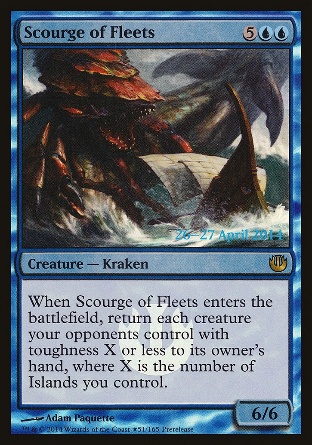 Scourge of Fleets 5
26–27 April 2014
Creature — Kraken
When Scourge of Fleets enters the
battlefield, return each creature
your opponents control with
toughness X or less to its owner's
hand, where X is the number of
Islands you control.
Adam Paquette
™ & © 2014 Wizards of the Coast ★51/165 Prerelease
6/6